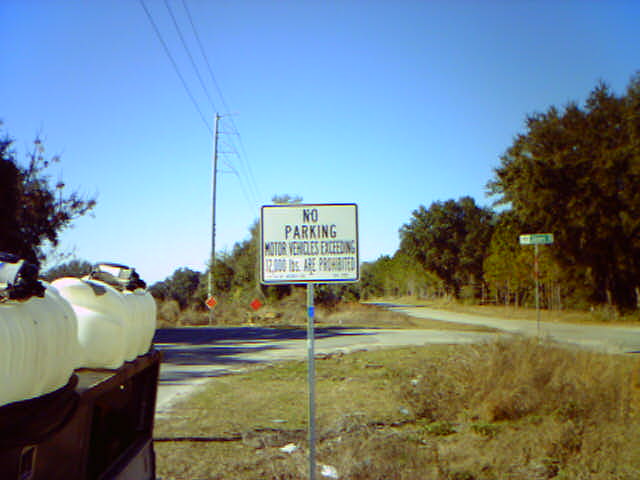 NO
PARKING
MOTOR VEHICLES EXCEEDING
12,000 lbs. ARE PROHIBITED